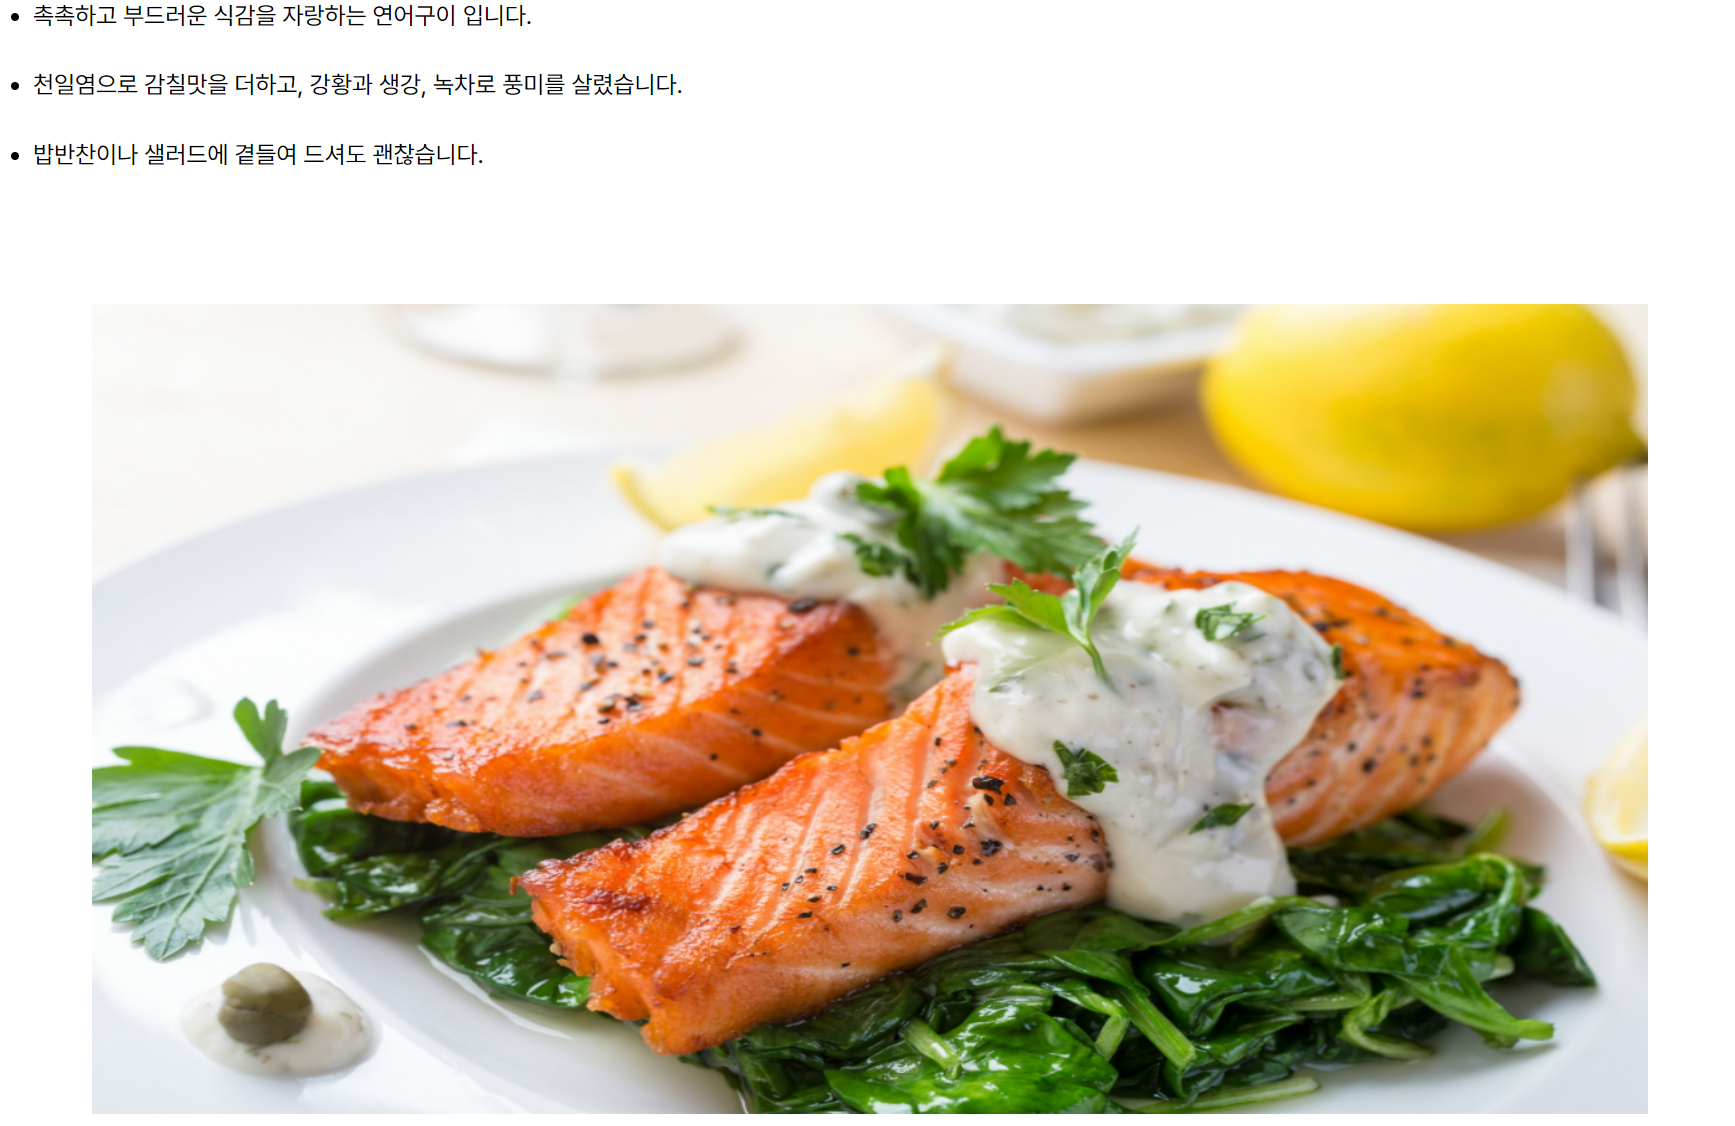 촉촉하고 부드러운 식감을 자랑하는 연어구이 입니다.
천일염으로 감칠맛을 더하고, 강황과 생강, 녹차로 풍미를 살렸습니다.
밥반찬이나 샐러드에 곁들여 드셔도 괜찮습니다.